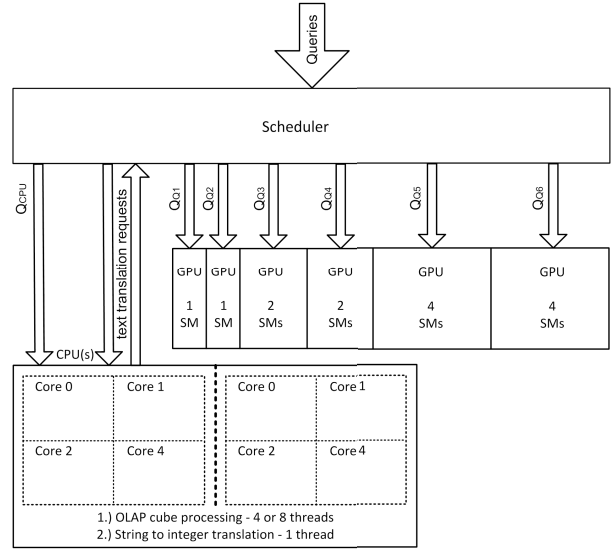 Queries
Scheduler
QCPU
text translation requests
QQ1
QQ2
QQ3
QQ4
QQ5
QQ6
GPU
1
SM
GPU
1
SM
GPU
2
SMs
GPU
2
SMs
GPU
4
SMs
GPU
4
SMs
CPU(s)
Core 0
Core 1
Core 0
Core 1
Core 2
Core 4
Core 2
Core 4
1.) OLAP cube processing - 4 or 8 threads
2.) String to integer translation - 1 thread